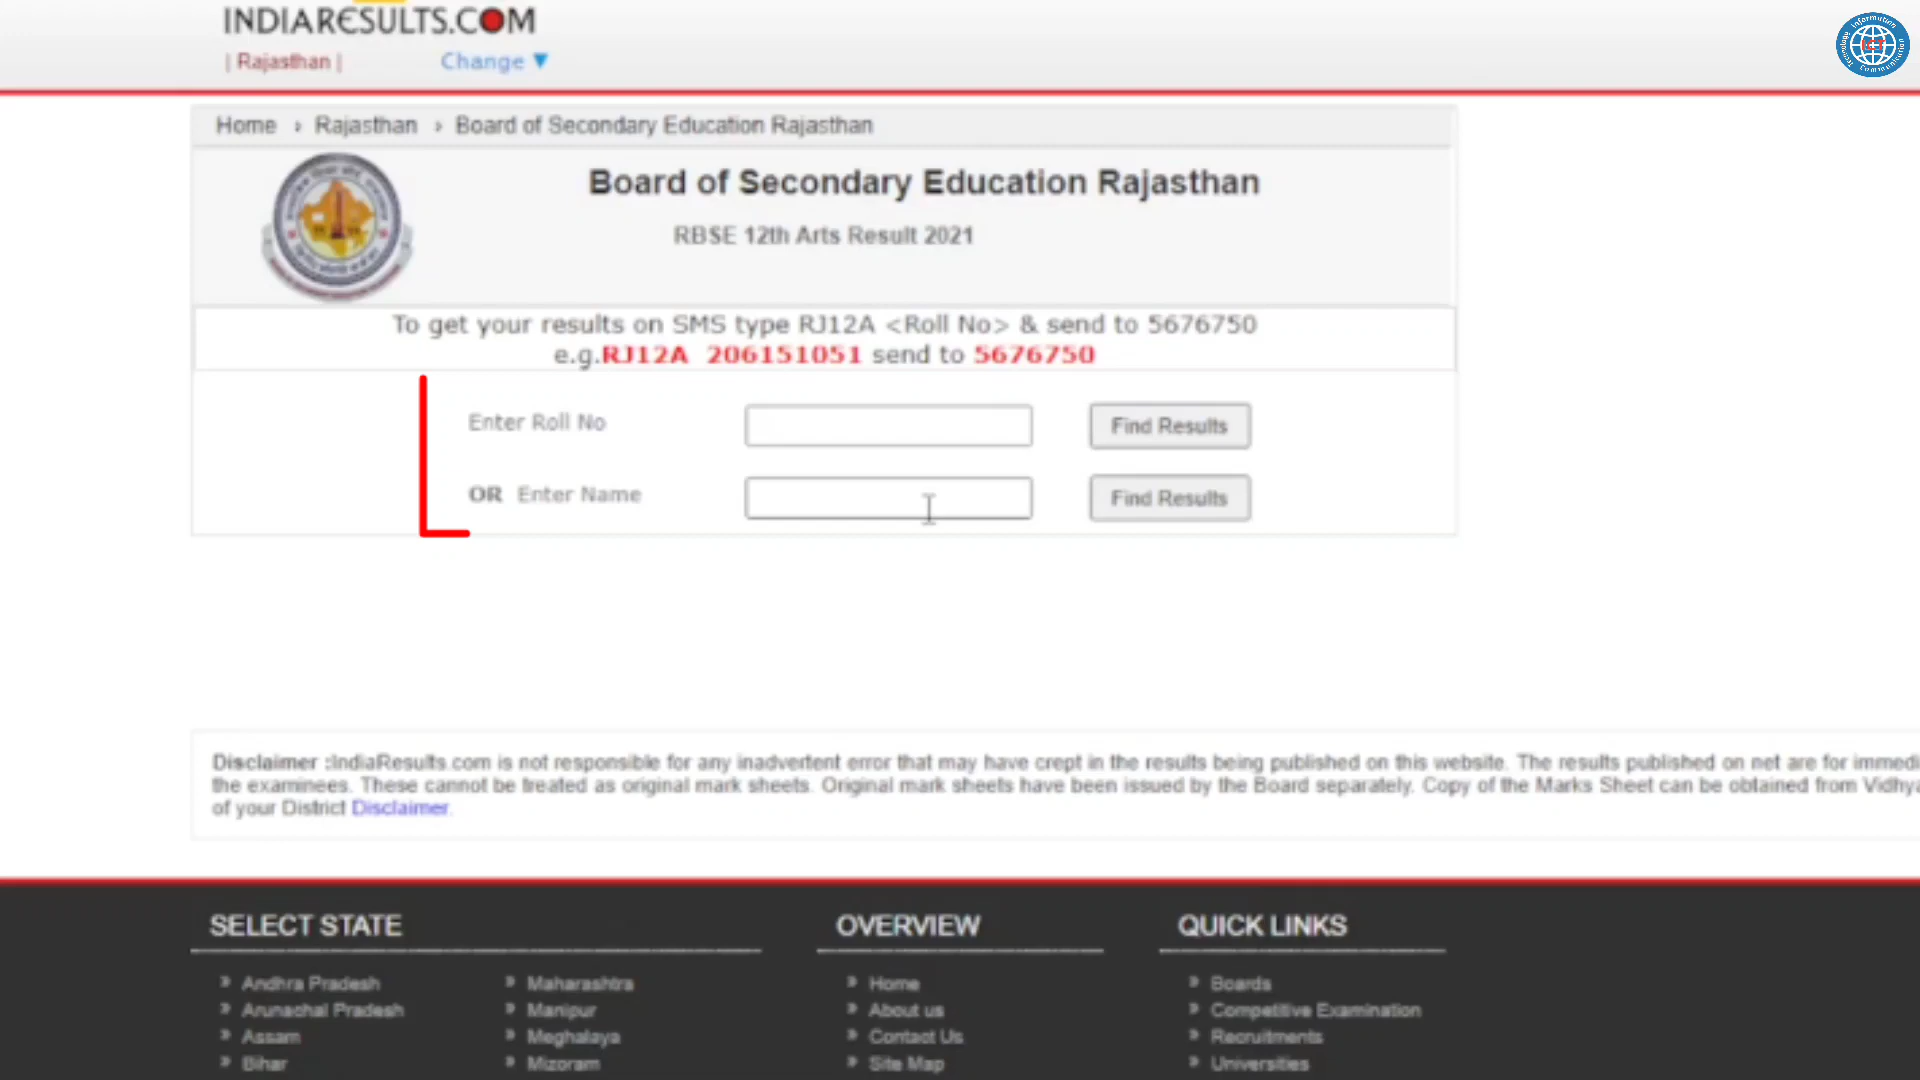 INDIARESULTS.COM
| Rajasthan |
Change ▼
Home › Rajasthan › Board of Secondary Education Rajasthan
Board of Secondary Education Rajasthan
RBSE 12th Arts Result 2021
To get your results on SMS type RJ12A <Roll No> & send to 5676750
e.g.RJ12A 206151051 send to 5676750
Enter Roll No
Find Results
OR Enter Name
Find Results
Disclaimer :IndiaResults.com is not responsible for any inadvertent error that may have crept in the results being published on this website. The results published on net are for immedi
the examinees. These cannot be treated as original mark sheets. Original mark sheets have been issued by the Board separately. Copy of the Marks Sheet can be obtained from Vidhya
of your District Disclaimer.
SELECT STATE
» Andhra Pradesh
» Arunachal Pradesh
» Assam
» Bihar
» Maharashtra
» Manipur
» Meghalaya
» Mizoram
OVERVIEW
» Home
» About us
» Contact Us
» Site Map
QUICK LINKS
» Boards
» Competitive Examination
» Recruitments
» Universities